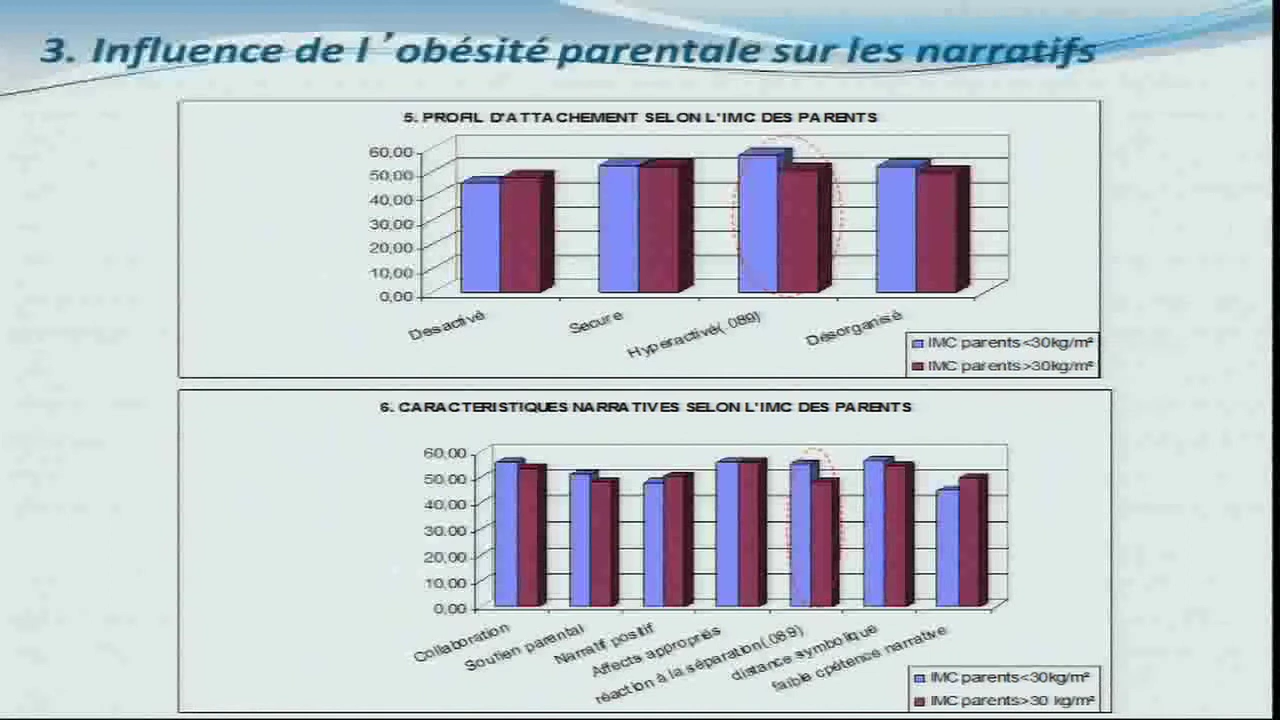 3. Influence de l'obésité parentale sur les narratifs
5. PROFIL D'ATTACHEMENT SELON L'IMC DES PARENTS
60,00
50,00
40,00
30,00
20,00
10,00
0,00
Desactivé
Secure
Hyperactivé(.089)
Désorganisé
IMC parents<30kg/m²
IMC parents>30kg/m²
6. CARACTERISTIQUES NARRATIVES SELON L'IMC DES PARENTS
60,00
50,00
40,00
30,00
20,00
10,00
0,00
Collaboration
Soutien parental
Narratif positif
Affects appropriés
réaction à la séparation(.089)
distance symbolique
faible cpétence narrative
IMC parents<30kg/m²
IMC parents>30 kg/m²